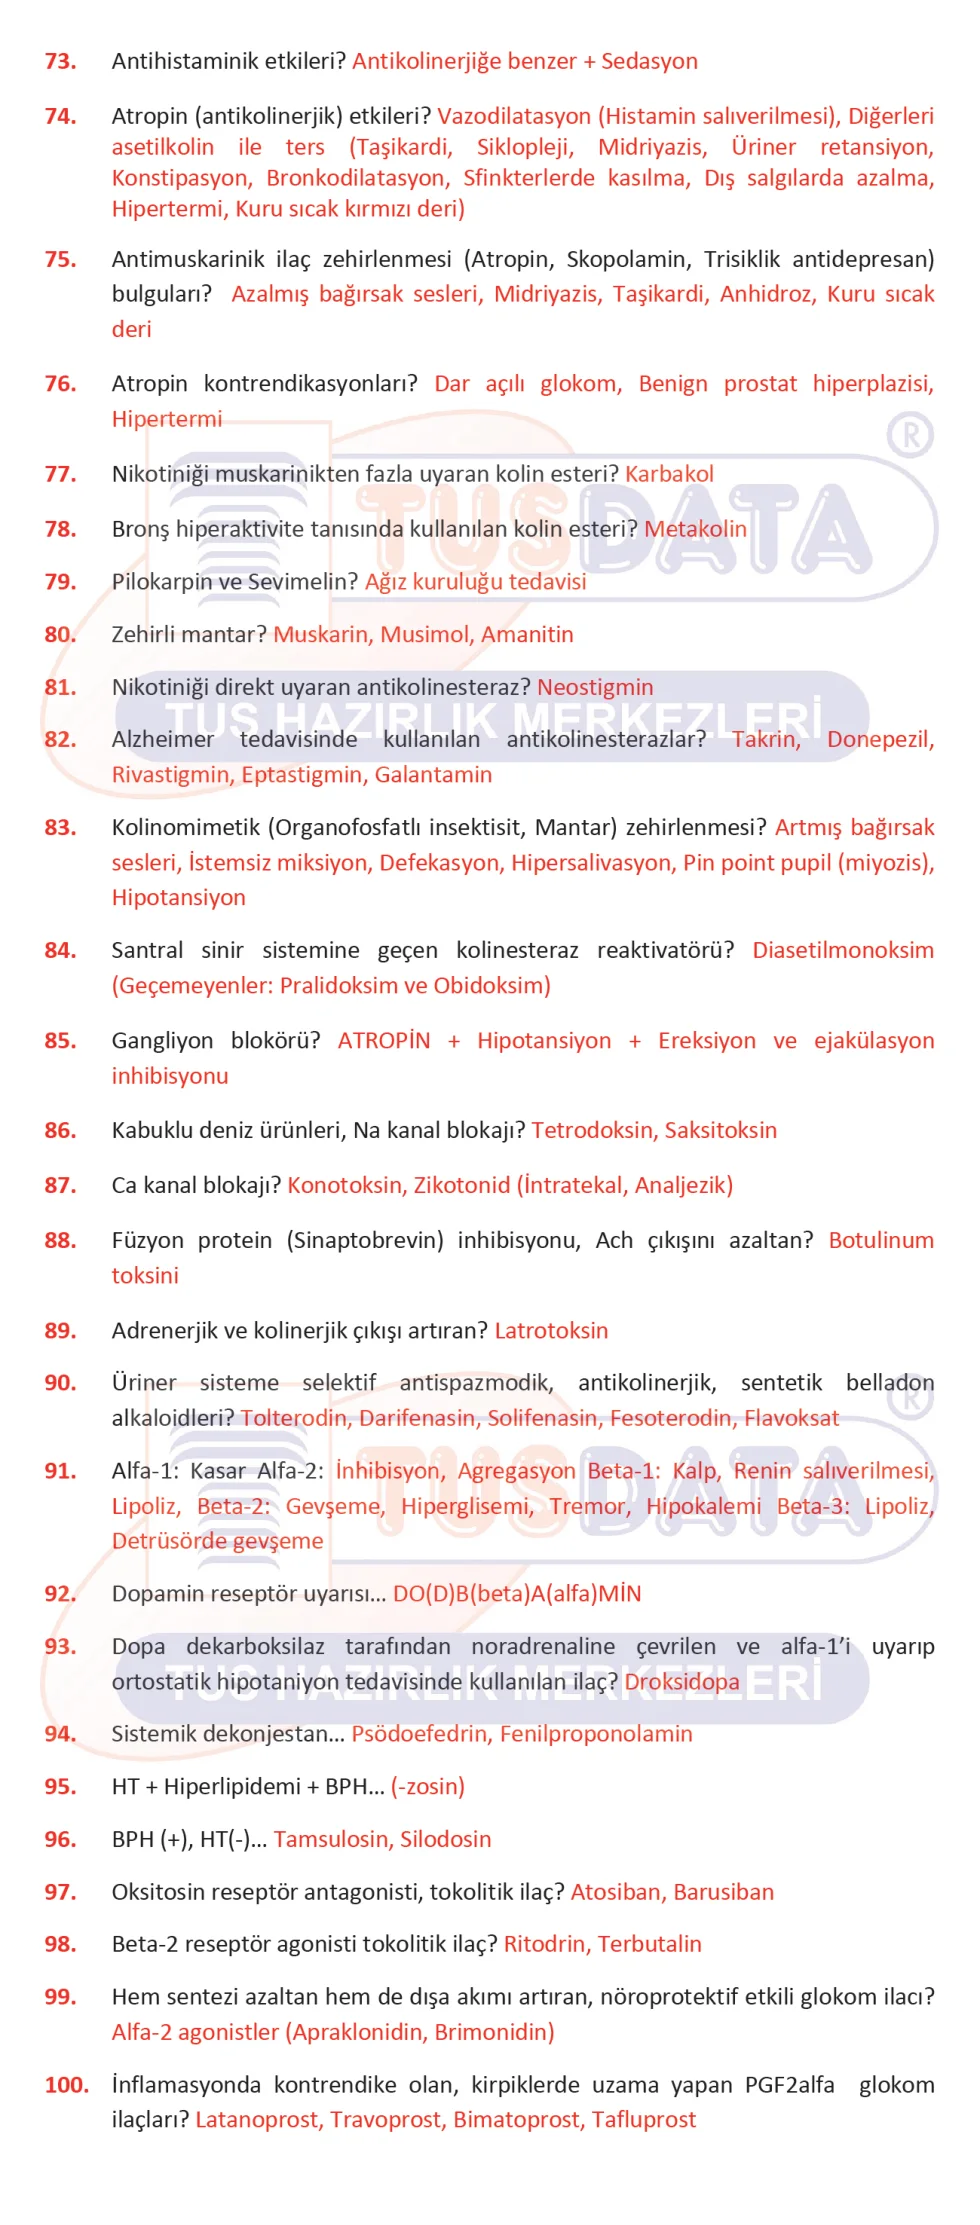 73. Antihistaminik etkileri? Antikolinerjiğe benzer + Sedasyon
74. Atropin (antikolinerjik) etkileri? Vazodilatasyon (Histamin salıverilmesi), Diğerleri
asetilkolin ile ters (Taşikardi, Siklopleji, Midriyazis, Üriner retansiyon,
Konstipasyon, Bronkodilatasyon, Sfinkterlerde kasılma, Dış salgılarda azalma,
Hipertermi, Kuru sıcak kırmızı deri)
75. Antimuskarinik ilaç zehirlenmesi (Atropin, Skopolamin, Trisiklik antidepresan)
bulguları? Azalmış bağırsak sesleri, Midriyazis, Taşikardi, Anhidroz, Kuru sıcak
deri
76. Atropin kontrendikasyonları? Dar açılı glokom, Benign prostat hiperplazisi,
Hipertermi
®
77. Nikotiniği muskarinikten fazla uyaran kolin esteri? Karbakol
TUSDATA
78. Bronş hiperaktivite tanısında kullanılan kolin esteri? Metakolin
79. Pilokarpin ve Sevimelin? Ağız kuruluğu tedavisi
80. Zehirli mantar? Muskarin, Musimol, Amanitin
81. Nikotiniği direkt uyaran antikolinesteraz? Neostigmin
TUS HAZIRLIK MERKEZLERİ
82. Alzheimer tedavisinde kullanılan antikolinesterazlar? Takrin, Donepezil,
Rivastigmin, Eptastigmin, Galantamin
83. Kolinomimetik (Organofosfatlı insektisit, Mantar) zehirlenmesi? Artmış bağırsak
sesleri, İstemsiz miksiyon, Defekasyon, Hipersalivasyon, Pin point pupil (miyozis),
Hipotansiyon
84. Santral sinir sistemine geçen kolinesteraz reaktivatörü? Diasetilmonoksim
(Geçemeyenler: Pralidoksim ve Obidoksim)
85. Gangliyon blokörü? ATROPİN + Hipotansiyon + Ereksiyon ve ejakülasyon
inhibisyonu
86. Kabuklu deniz ürünleri, Na kanal blokajı? Tetrodoksin, Saksitoksin
87. Ca kanal blokajı? Konotoksin, Zikotonid (İntratekal, Analjezik)
88. Füzyon protein (Sinaptobrevin) inhibisyonu, Ach çıkışını azaltan? Botulinum
toksini
89. Adrenerjik ve kolinerjik çıkışı artıran? Latrotoksin
90. Üriner sisteme selektif antispazmodik, antikolinerjik, sentetik belladon
®
alkaloidleri? Tolterodin, Darifenasin, Solifenasin, Fesoterodin, Flavoksat
91. Alfa-1: Kasar Alfa-2: İnhibisyon, Agregasyon Beta-1: Kalp, Renin salıverilmesi,
TUSDATA
Lipoliz, Beta-2: Gevşeme, Hiperglisemi, Tremor, Hipokalemi Beta-3: Lipoliz,
Detrüsörde gevşeme
92. Dopamin reseptör uyarısı... DO(D)B(beta)A(alfa)MİN
93. Dopa dekarboksilaz tarafından noradrenaline çevrilen ve alfa-1’i uyarıp
ortostatik hipotaniyon tedavisinde kullanılan ilaç? Droksidopa
TUS HAZIRLIK MERKEZLERİ
94. Sistemik dekonjestan... Psödoefedrin, Fenilproponolamin
95. HT + Hiperlipidemi + BPH... (-zosin)
96. BPH (+), HT(-)... Tamsulosin, Silodosin
97. Oksitosin reseptör antagonisti, tokolitik ilaç? Atosiban, Barusiban
98. Beta-2 reseptör agonisti tokolitik ilaç? Ritodrin, Terbutalin
99. Hem sentezi azaltan hem de dışa akımı artıran, nöroprotektif etkili glokom ilacı?
Alfa-2 agonistler (Apraklonidin, Brimonidin)
100. İnflamasyonda kontrendike olan, kirpiklerde uzama yapan PGF2alfa glokom
ilaçları? Latanoprost, Travoprost, Bimatoprost, Tafluprost